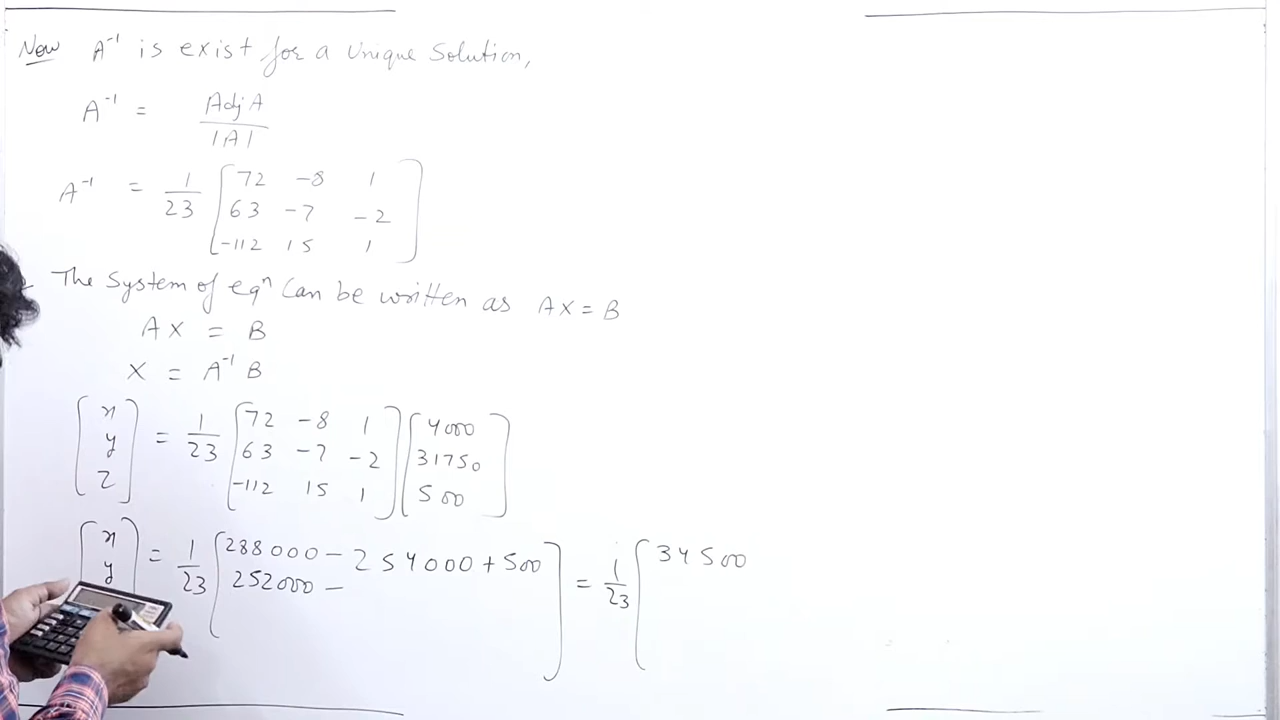 Now A⁻¹ is exist for a Unique Solution,
A⁻¹ = Adj A / |A|
A⁻¹ = 1/23 [72 -8 1
63 -7 -2
-112 15 1]
The System of eqⁿ Can be written as AX = B
AX = B
X = A⁻¹ B
[x y z] = 1/23 [72 -8 1
63 -7 -2
-112 15 1] [4000
31750
500]
[x y = 1/23 [288000 - 254000 + 500
252000 - ] = 1/23 [34500